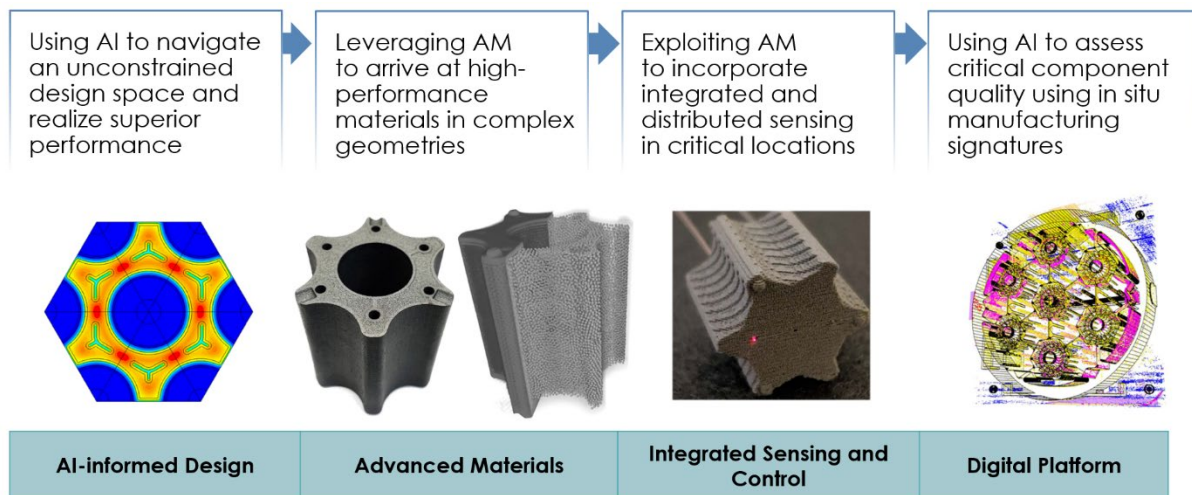 Using AI to navigate
an unconstrained
design space and
realize superior
performance
Leveraging AM
to arrive at high-
performance
materials in complex
geometries
Exploiting AM
to incorporate
integrated and
distributed sensing
in critical locations
Using AI to assess
critical component
quality using in situ
manufacturing
signatures
AI-informed Design
Advanced Materials
Integrated Sensing and
Control
Digital Platform